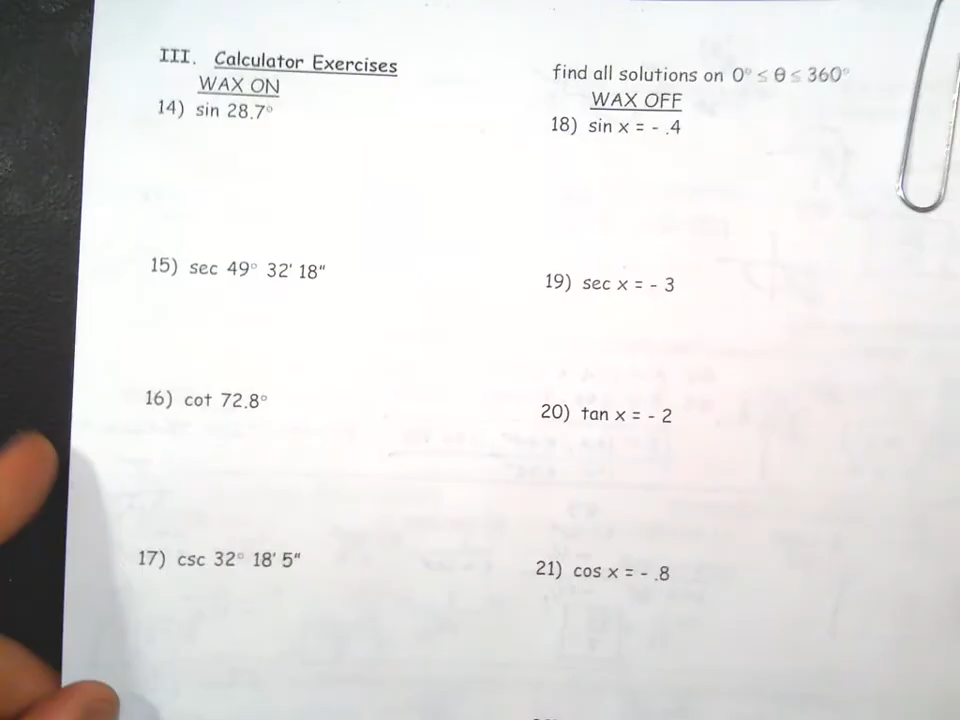 III. Calculator Exercises
WAX ON
14) sin 28.7°
15) sec 49° 32' 18"
16) cot 72.8°
17) csc 32° 18' 5"
find all solutions on 0° ≤ θ ≤ 360°
WAX OFF
18) sin x = - .4
19) sec x = - 3
20) tan x = - 2
21) cos x = - .8